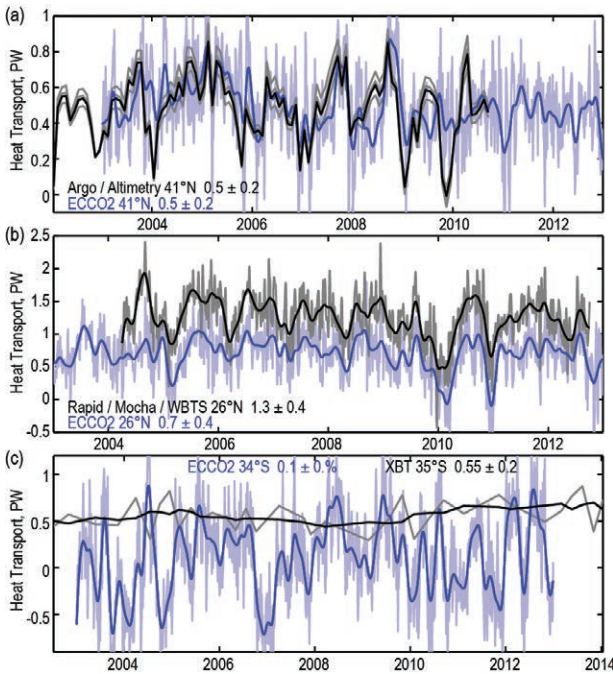 (a)
Heat Transport, PW
1
0.8
0.6
0.4
0.2
0
Argo / Altimetry 41°N 0.5 ± 0.2
ECCO2 41°N 0.5 ± 0.2
2004 2006 2008 2010 2012
(b)
Heat Transport, PW
2.5
2
1.5
1
0.5
0
-0.5
Rapid / Mocha / WBTS 26°N 1.3 ± 0.4
ECCO2 26°N 0.7 ± 0.4
2004 2006 2008 2010 2012
(c)
Heat Transport, PW
1
0.5
0
-0.5
ECCO2 34°S 0.1 ± 0.% XBT 35°S 0.55 ± 0.2
2004 2006 2008 2010 2012 2014